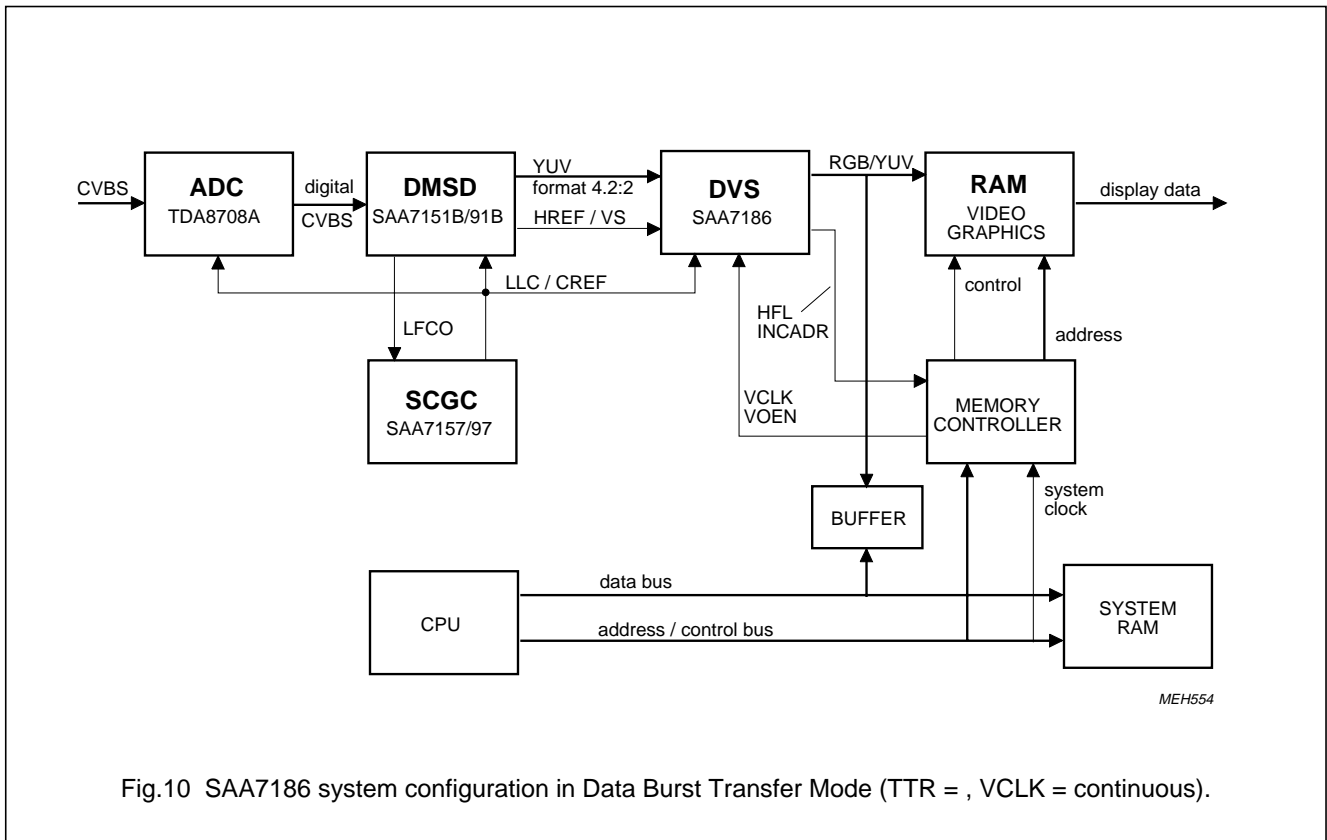 CVBS
ADC
TDA8708A
digital
CVBS
DMSD
SAA7151B/91B
YUV
format 4.2:2
HREF / VS
DVS
SAA7186
RGB/YUV
RAM
VIDEO
GRAPHICS
display data
LLC / CREF
LFCO
SCGC
SAA7157/97
HFL
INCADR
control
address
VCLK
VOEN
MEMORY
CONTROLLER
system
clock
BUFFER
CPU
data bus
address / control bus
SYSTEM
RAM
MEH554
Fig.10 SAA7186 system configuration in Data Burst Transfer Mode (TTR = , VCLK = continuous).